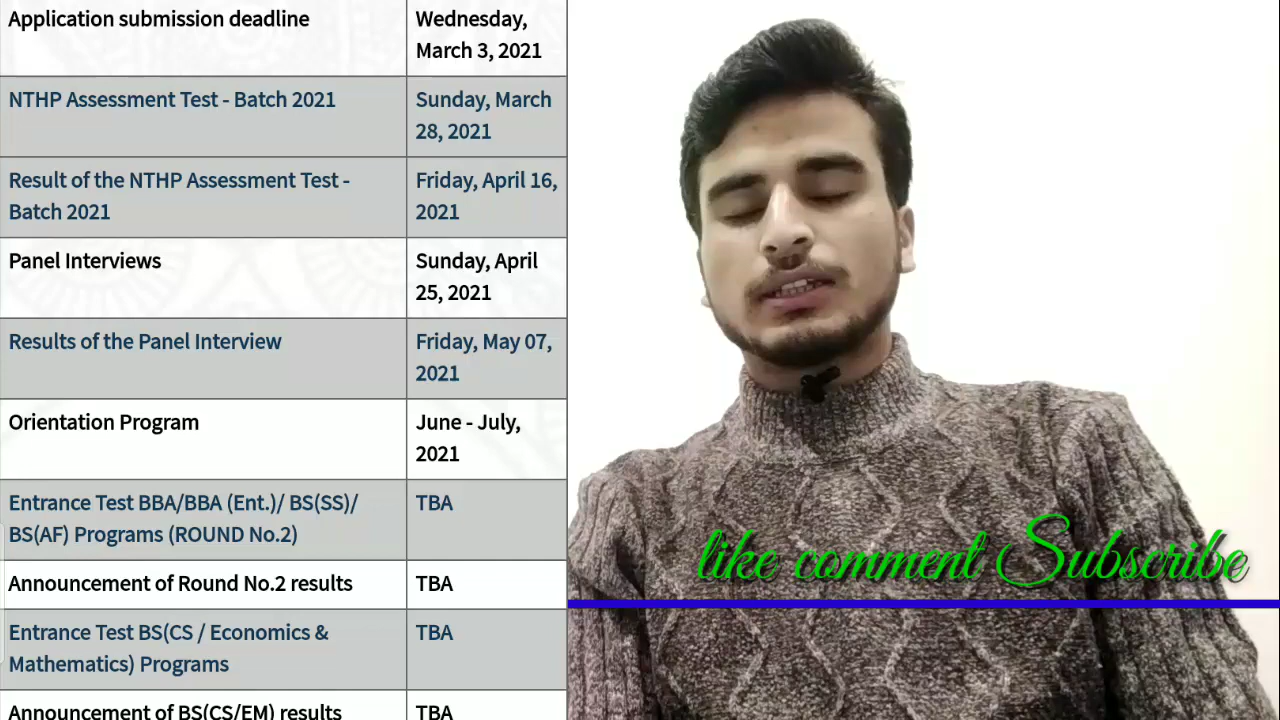 Application submission deadline
Wednesday,
March 3, 2021
NTHP Assessment Test - Batch 2021
Sunday, March
28, 2021
Result of the NTHP Assessment Test -
Batch 2021
Friday, April 16,
2021
Panel Interviews
Sunday, April
25, 2021
Results of the Panel Interview
Friday, May 07,
2021
Orientation Program
June - July,
2021
Entrance Test BBA/BBA (Ent.)/ BS(SS)/
BS(AF) Programs (ROUND No.2)
TBA
Announcement of Round No.2 results
TBA
Entrance Test BS(CS / Economics &
Mathematics) Programs
TBA
Announcement of BS(CS/EM) results
TBA
like comment Subscribe